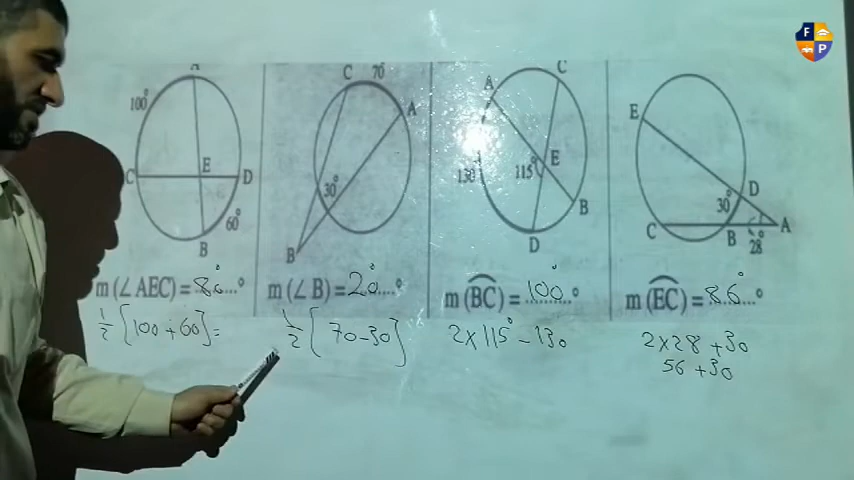 F
P
A
100°
C
E
D
60°
B
m (∠ AEC) = 80....°
1/2 [100 + 60] =
C
70°
A
30°
B
m (∠ B) = 20°....°
1/2 [70 - 30]
A
C
130
115°
E
B
D
m (BC) = 100°........°
2 x 115° - 130
E
D
30°
C
B
28°
A
m (EC) = 86°........°
2 x 28 + 30
56 + 30